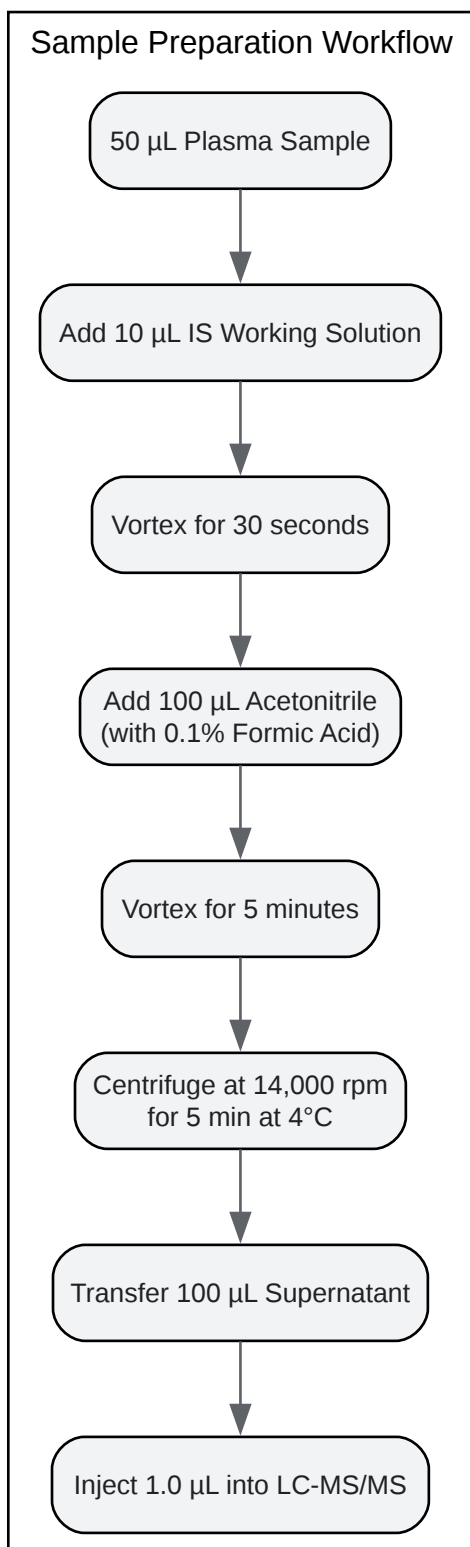 Sample Preparation Workflow
50 µL Plasma Sample
Add 10 µL IS Working Solution
Vortex for 30 seconds
Add 100 µL Acetonitrile
(with 0.1% Formic Acid)
Vortex for 5 minutes
Centrifuge at 14,000 rpm
for 5 min at 4°C
Transfer 100 µL Supernatant
Inject 1.0 µL into LC-MS/MS